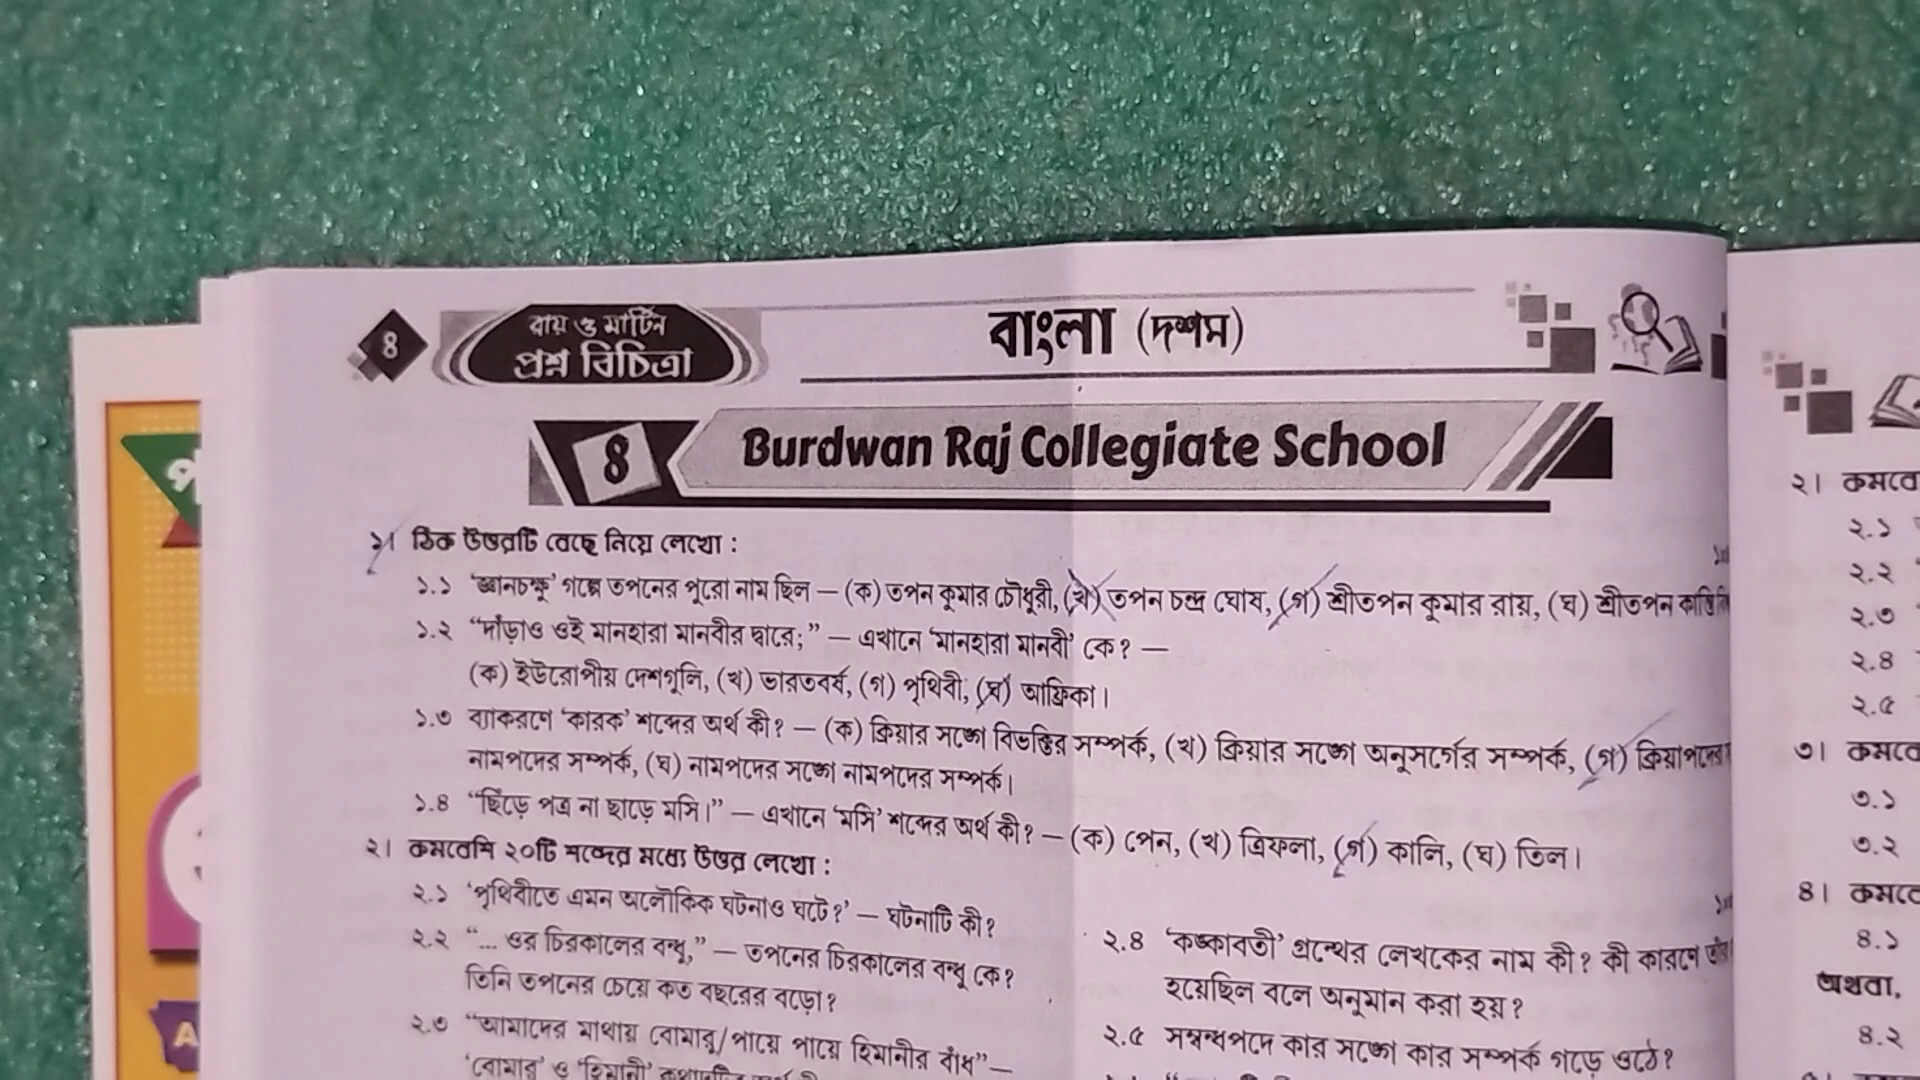 8
রায় ও মার্টিন
প্রশ্ন বিচিত্রা
বাংলা (দশম)
8
Burdwan Raj Collegiate School
১। ঠিক উত্তরটি বেছে নিয়ে লেখো :
১.১ ‘জ্ঞানচক্ষু’ গল্পে তপনের পুরো নাম ছিল — (ক) তপন কুমার চৌধুরী, (খ) তপন চন্দ্র ঘোষ, (গ) শ্রীতপন কুমার রায়, (ঘ) শ্রীতপন
১.২ “দাঁড়াও ওই মানহারা মানবীর দ্বারে;” — এখানে ‘মানহারা মানবী’ কে? —
(ক) ইউরোপীয় দেশগুলি, (খ) ভারতবর্ষ, (গ) পৃথিবী, (ঘ) আফ্রিকা।
১.৩ ব্যাকরণে ‘কারক’ শব্দের অর্থ কী? — (ক) ক্রিয়ার সঙ্গে বিভক্তির সম্পর্ক, (খ) ক্রিয়ার সঙ্গে অনুসর্গের সম্পর্ক, (গ) ক্রিয়াপদের
নামপদের সম্পর্ক, (ঘ) নামপদের সঙ্গে নামপদের সম্পর্ক।
১.৪ “ছিঁড়ে পত্র না ছাড়ে মসি।” — এখানে ‘মসি’ শব্দের অর্থ কী? — (ক) পেন, (খ) ত্রিফলা, (গ) কালি, (ঘ) তিল।
২। কমবেশি ২০টি শব্দের মধ্যে উত্তর লেখো :
২.১ ‘পৃথিবীতে এমন অলৌকিক ঘটনাও ঘটে?’ — ঘটনাটি কী?
২.২ “... ওর চিরকালের বন্ধু,” — তপনের চিরকালের বন্ধু কে?
তিনি তপনের চেয়ে কত বছরের বড়ো?
২.৩ “আমাদের মাথায় বোমারু/পায়ে পায়ে হিমানীর বাঁধ”—
‘বোমারু’ ও ‘হিমানী’
২.৪ ‘কঙ্কাবতী’ গ্রন্থের লেখকের নাম কী? কী কারণে
হয়েছিল বলে অনুমান করা হয়?
২.৫ সম্বন্ধপদে কার সঙ্গে কার সম্পর্ক গড়ে ওঠে?
২।
২.১
২.২
২.৩
২.৪
২.৫
৩।
৩.১
৩.২
৪।
৪.১
অথবা,
৪.২